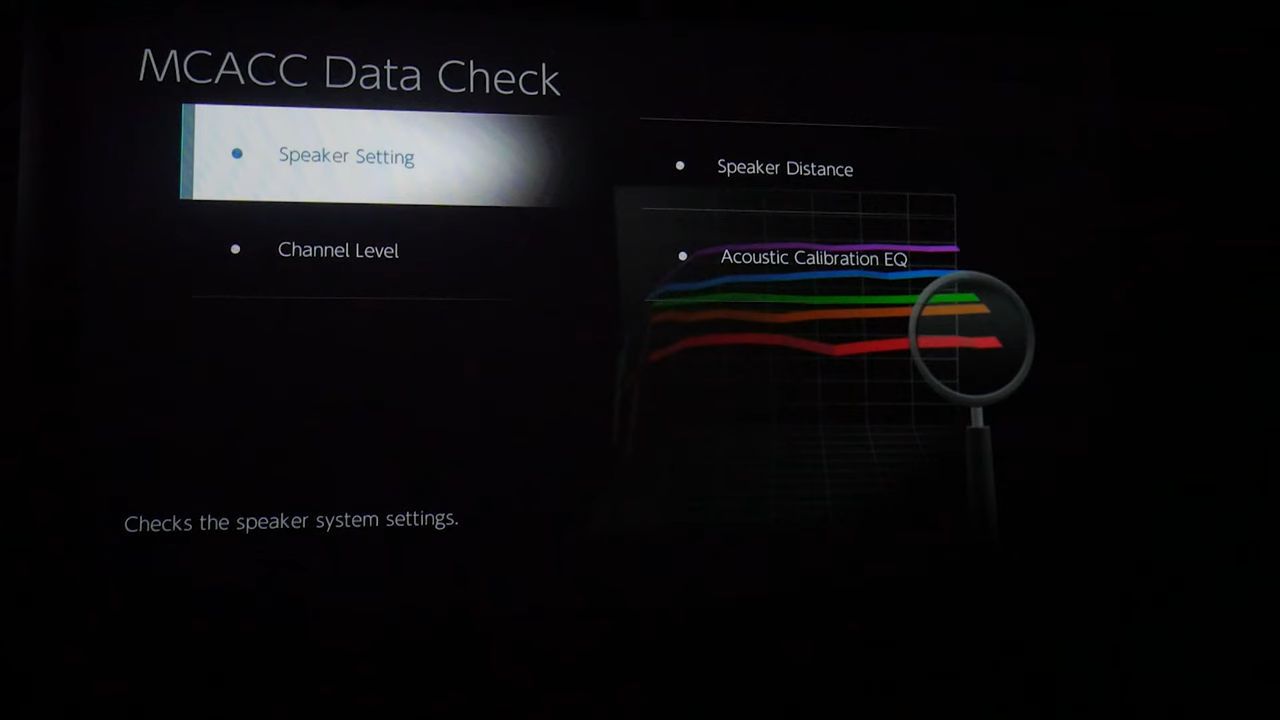 MCACC Data Check
Speaker Setting
Speaker Distance
Channel Level
Acoustic Calibration EQ
Checks the speaker system settings.